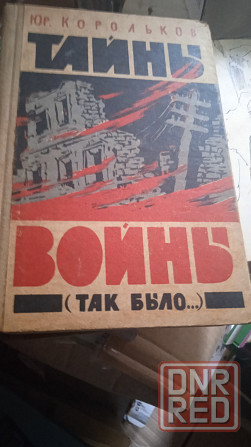 ЮР. КОРОЛЬКОВ
ТАЙНЫ
ВОЙНЫ
(ТАК БЫЛО...)
DNR
RED